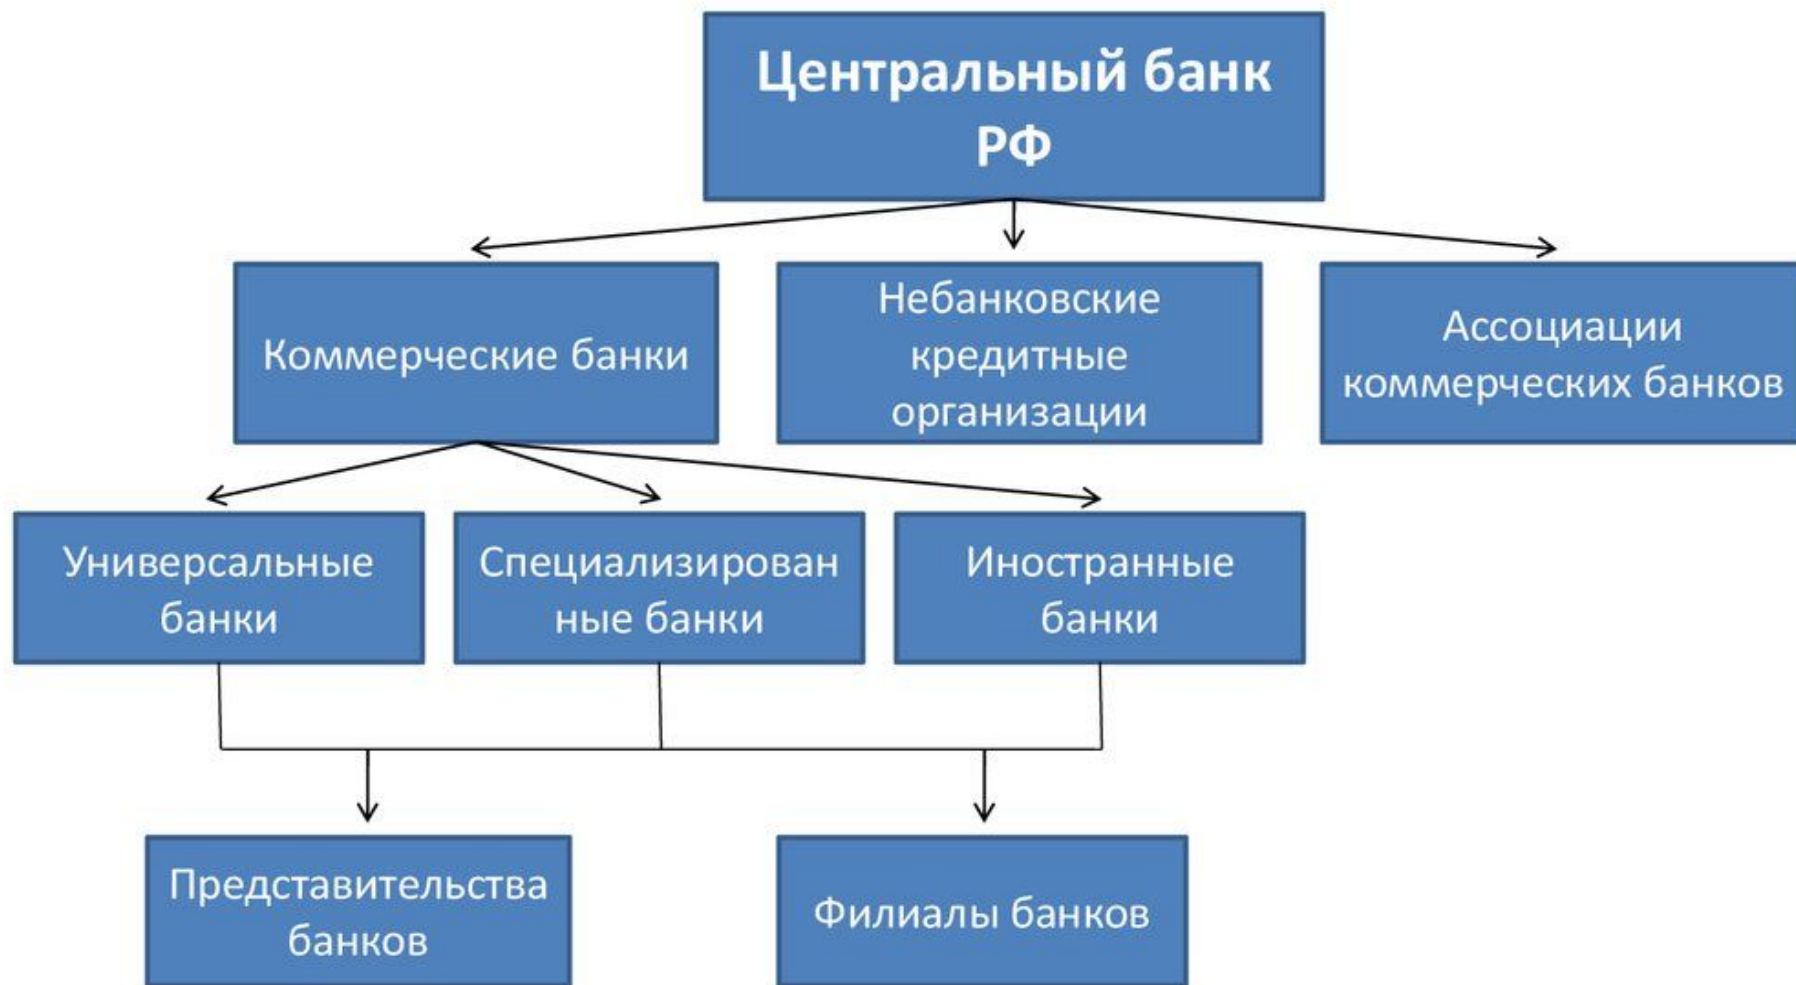 Центральный банк
РФ
Коммерческие банки
Небанковские
кредитные
организации
Ассоциации
коммерческих банков
Универсальные
банки
Специализирован
ные банки
Иностранные
банки
Представительства
банков
Филиалы банков